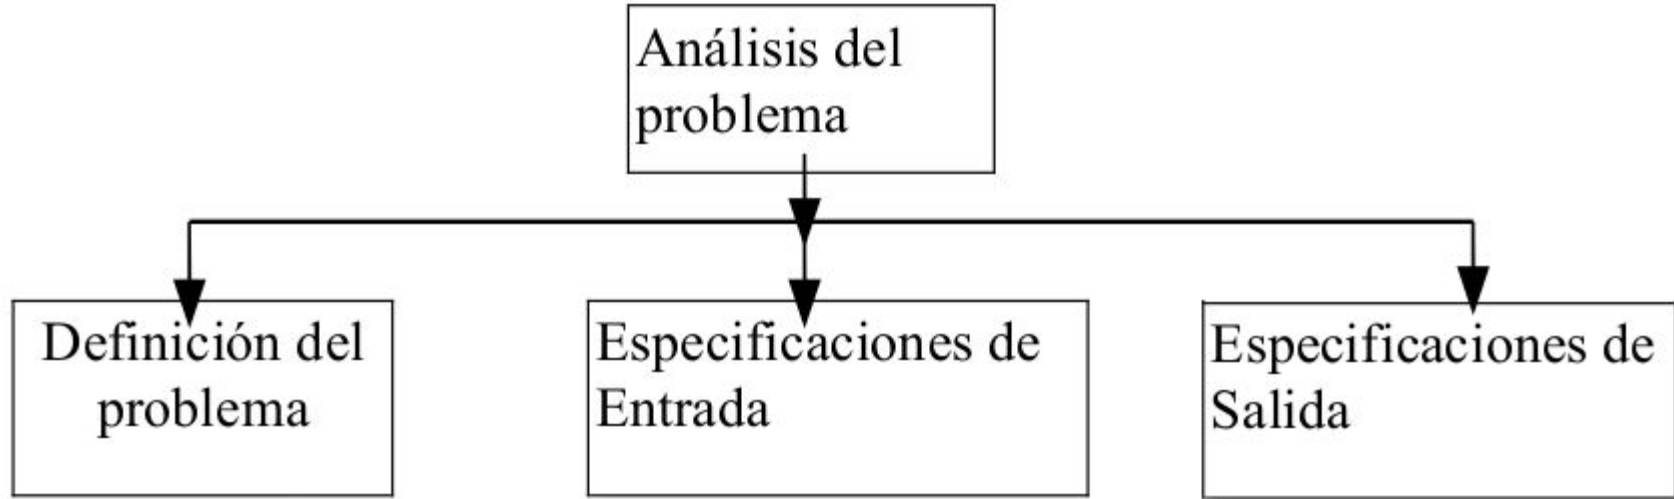 Análisis del
problema
Definición del
problema
Especificaciones de
Entrada
Especificaciones de
Salida